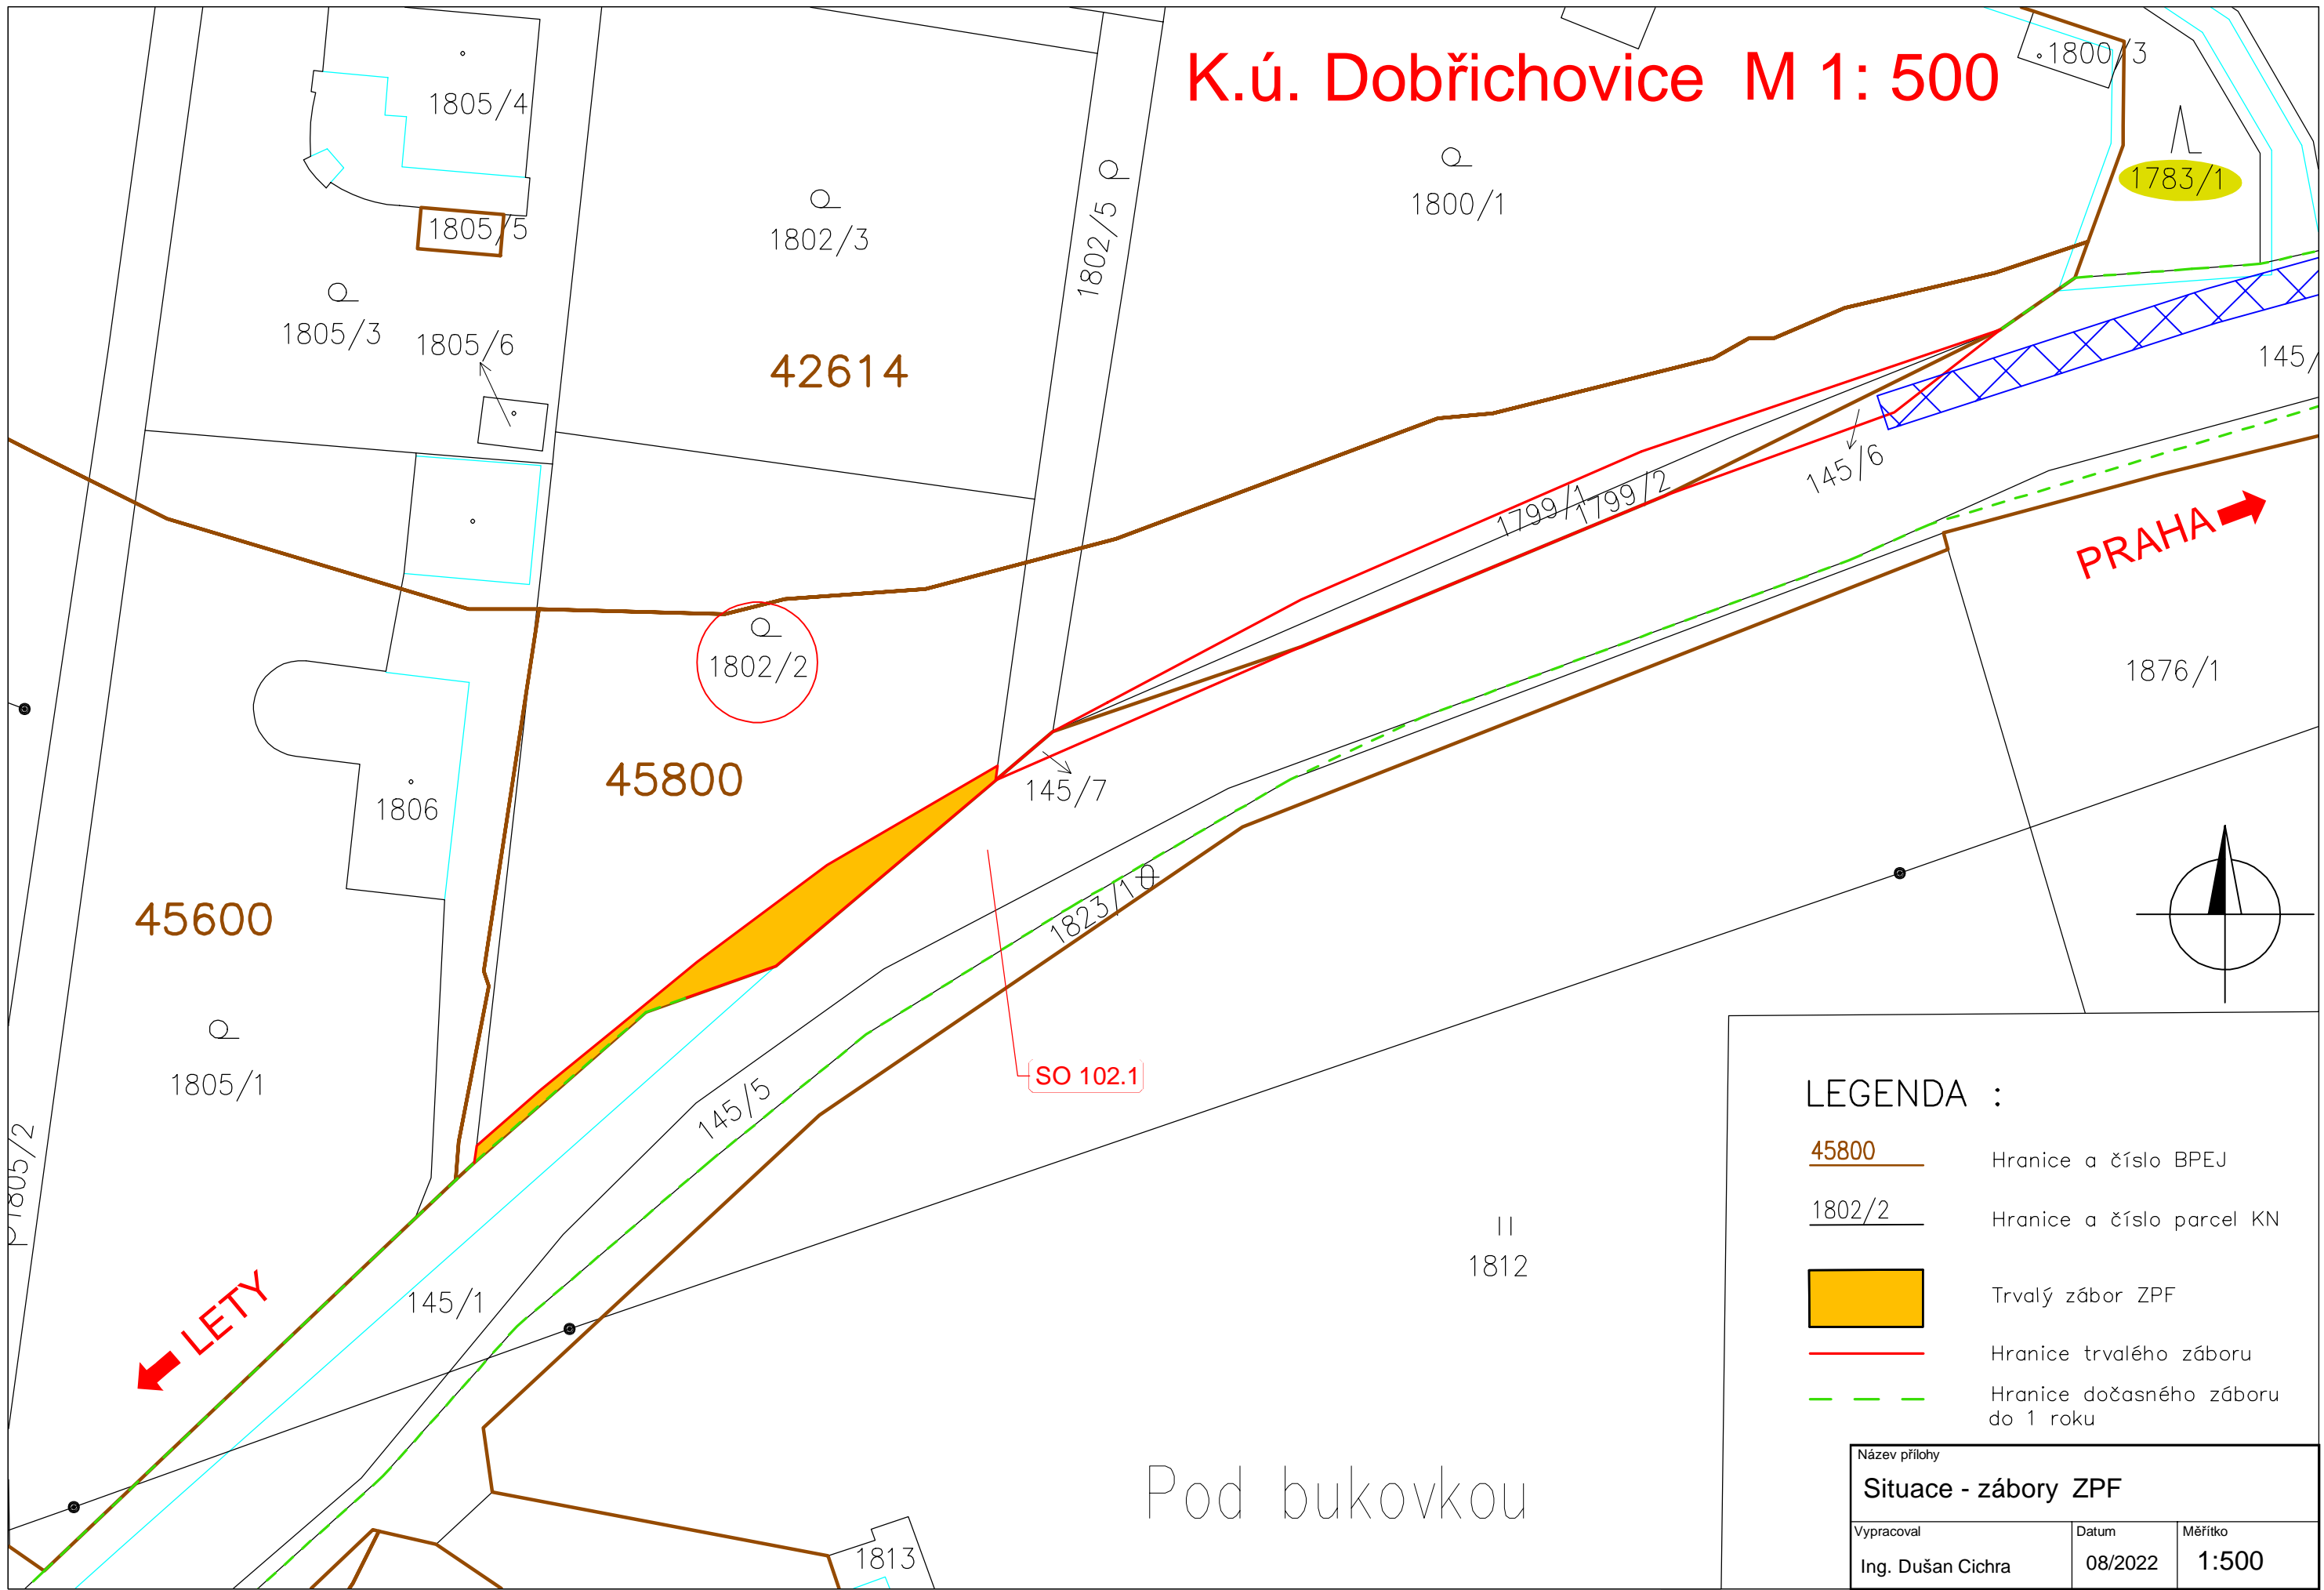 K.ú. Dobřichovice M 1: 500
1800/3
1805/4
1783/1
1805/5
1802/3
1802/5
1800/1
1805/3
1805/6
42614
145/
145/6
1799/1
1799/2
PRAHA
1802/2
1876/1
45800
145/7
1806
45600
1823/1
1805/1
SO 102.1
145/5
1805/2
1812
145/1
LETY
LEGENDA :
45800 Hranice a číslo BPEJ
1802/2 Hranice a číslo parcel KN
Trvalý zábor ZPF
Hranice trvalého záboru
Hranice dočasného záboru
do 1 roku
Pod bukovkou
1813
Název přílohy
Situace - zábory ZPF
Vypracoval Datum Měřítko
Ing. Dušan Cichra 08/2022 1:500